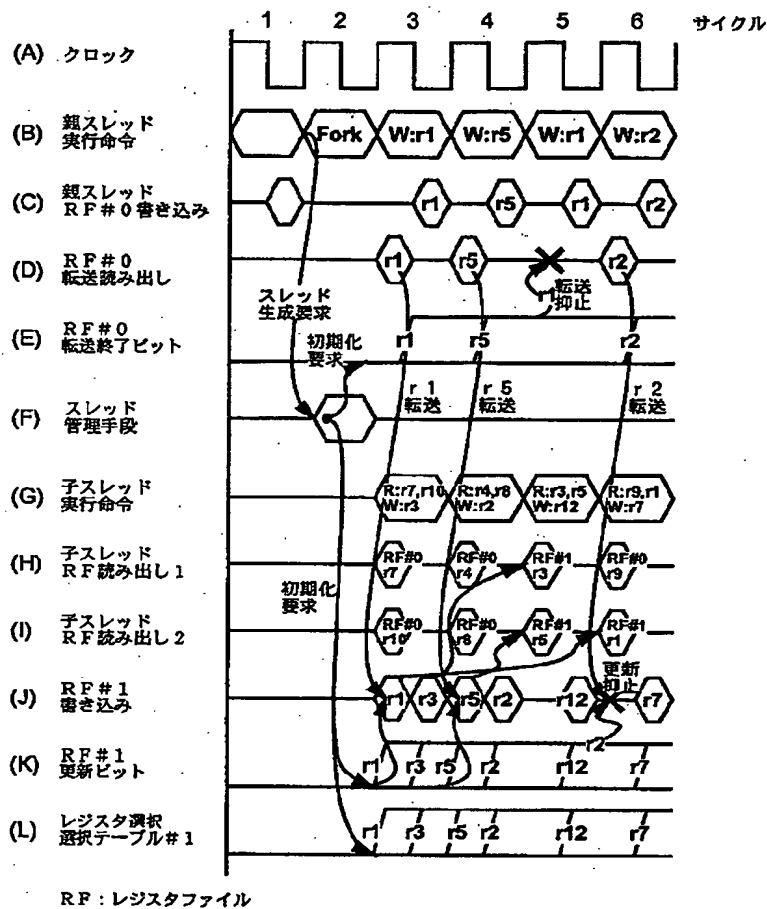 1 2 3 4 5 6 サイクル
(A) クロック
(B) 親スレッド
実行命令
Fork W:r1 W:r5 W:r1 W:r2
(C) 親スレッド
RF#0書き込み
r1 r5 r1 r2
(D) RF#0
転送読み出し
r1 r5 r2
スレッド
生成要求
r1 転送
抑止
(E) RF#0
転送終了ビット
r1 r5 r2
初期化
要求
r1
転送
r5
転送
r2
転送
(F) スレッド
管理手段
(G) 子スレッド
実行命令
R:r7,r10
W:r3
R:r4,r8
W:r2
R:r3,r5
W:r12
R:r9,r1
W:r7
(H) 子スレッド
RF読み出し1
RF#0
r7
RF#0
r4
RF#1
r3
RF#0
r9
初期化
要求
(I) 子スレッド
RF読み出し2
RF#0
r10
RF#0
r8
RF#1
r5
RF#1
r1
更新
抑止
(J) RF#1
書き込み
r1 r3 r5 r2 r12 r7
r2
(K) RF#1
更新ビット
r1 r3 r5 r2 r12 r7
(L) レジスタ選択
選択テーブル#1
r1 r3 r5 r2 r12 r7
RF:レジスタファイル